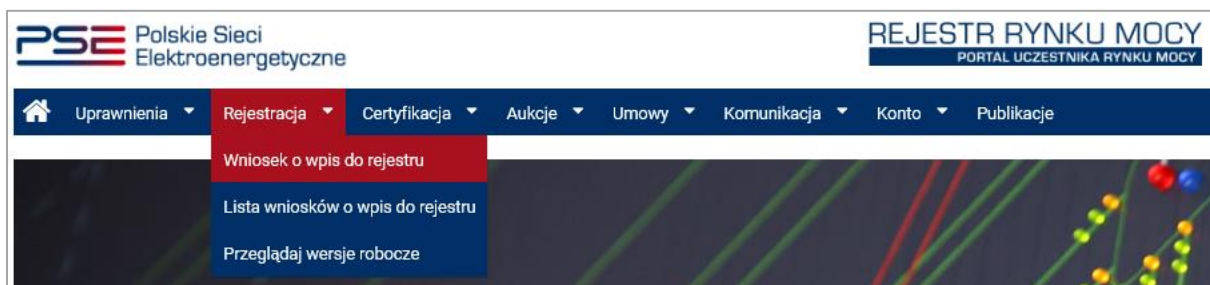 PSE Polskie Sieci
Elektroenergetyczne
REJESTR RYNKU MOCY
PORTAL UCZESTNIKA RYNKU MOCY
Uprawnienia Rejestracja Certyfikacja Aukcje Umowy Komunikacja Konto Publikacje
Wniosek o wpis do rejestru
Lista wniosków o wpis do rejestru
Przeglądaj wersje robocze